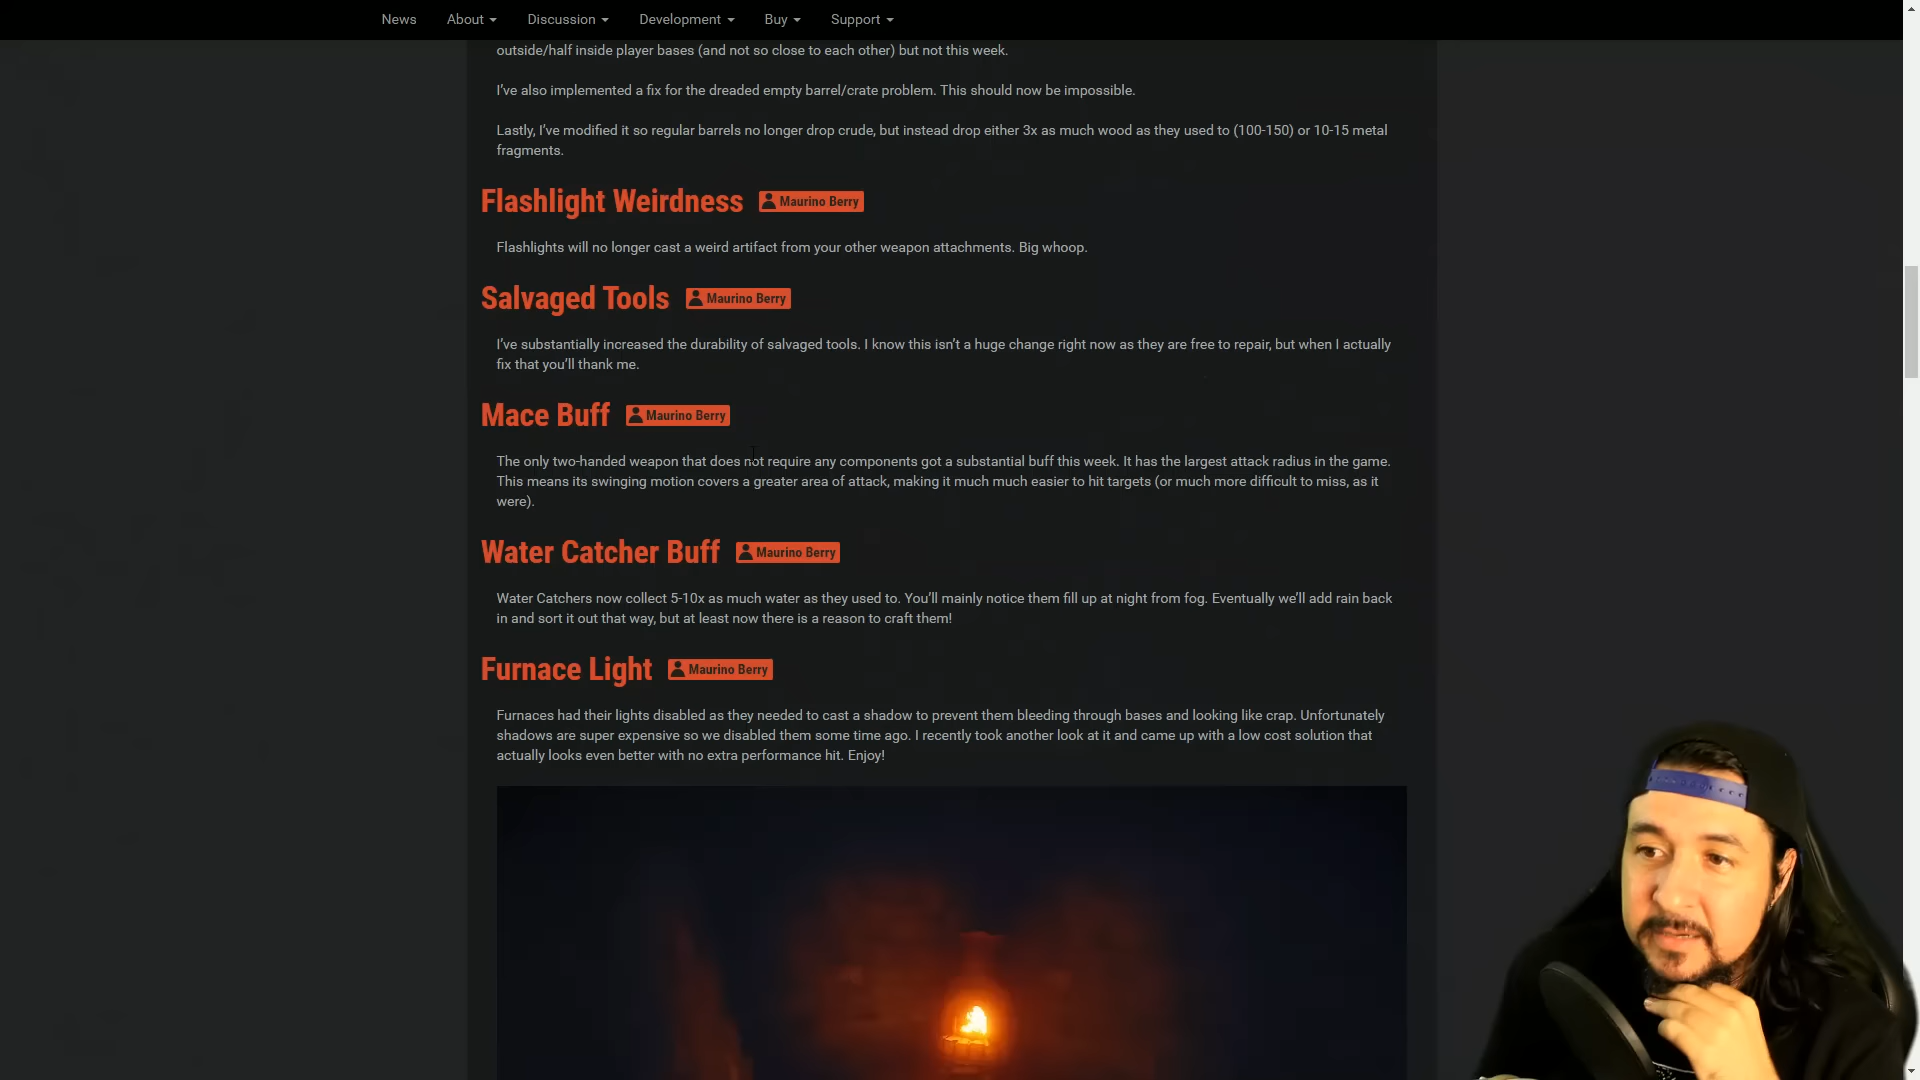 News About Discussion Development Buy Support
outside/half inside player bases (and not so close to each other) but not this week.
I've also implemented a fix for the dreaded empty barrel/crate problem. This should now be impossible.
Lastly, I've modified it so regular barrels no longer drop crude, but instead drop either 3x as much wood as they used to (100-150) or 10-15 metal
fragments.
Flashlight Weirdness Maurino Berry
Flashlights will no longer cast a weird artifact from your other weapon attachments. Big whoop.
Salvaged Tools Maurino Berry
I've substantially increased the durability of salvaged tools. I know this isn't a huge change right now as they are free to repair, but when I actually
fix that you'll thank me.
Mace Buff Maurino Berry
The only two-handed weapon that does not require any components got a substantial buff this week. It has the largest attack radius in the game.
This means its swinging motion covers a greater area of attack, making it much much easier to hit targets (or much more difficult to miss, as it
were).
Water Catcher Buff Maurino Berry
Water Catchers now collect 5-10x as much water as they used to. You'll mainly notice them fill up at night from fog. Eventually we'll add rain back
in and sort it out that way, but at least now there is a reason to craft them!
Furnace Light Maurino Berry
Furnaces had their lights disabled as they needed to cast a shadow to prevent them bleeding through bases and looking like crap. Unfortunately
shadows are super expensive so we disabled them some time ago. I recently took another look at it and came up with a low cost solution that
actually looks even better with no extra performance hit. Enjoy!